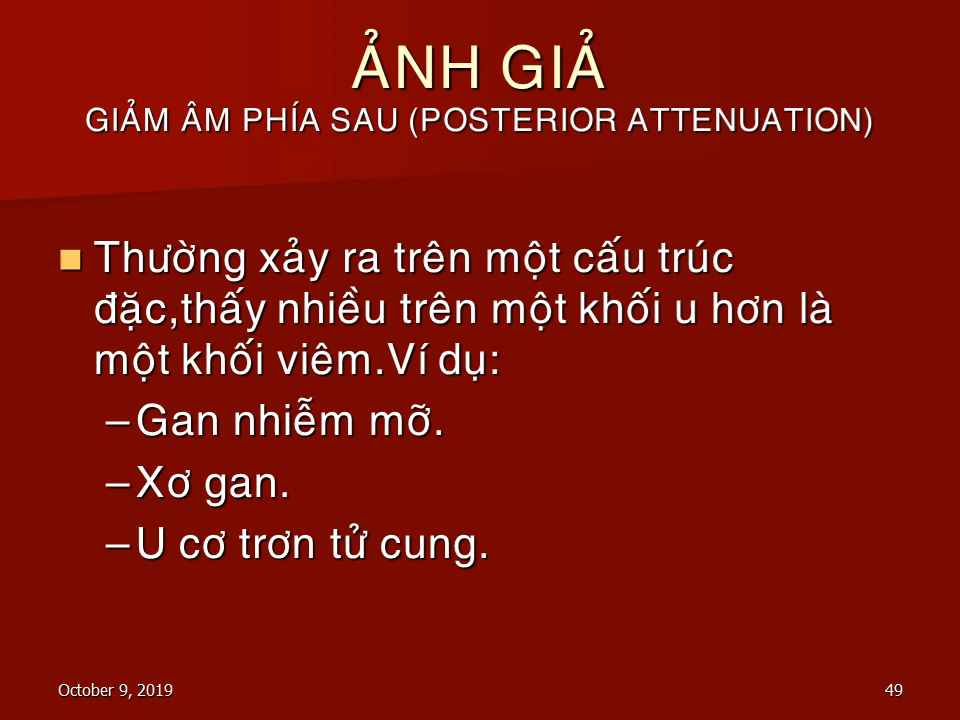 ẢNH GIẢ
GIẢM ÂM PHÍA SAU (POSTERIOR ATTENUATION)
Thường xảy ra trên một cấu trúc
đặc,thấy nhiều trên một khối u hơn là
một khối viêm.Ví dụ:
–Gan nhiễm mỡ.
–Xơ gan.
–U cơ trơn tử cung.
October 9, 2019
49